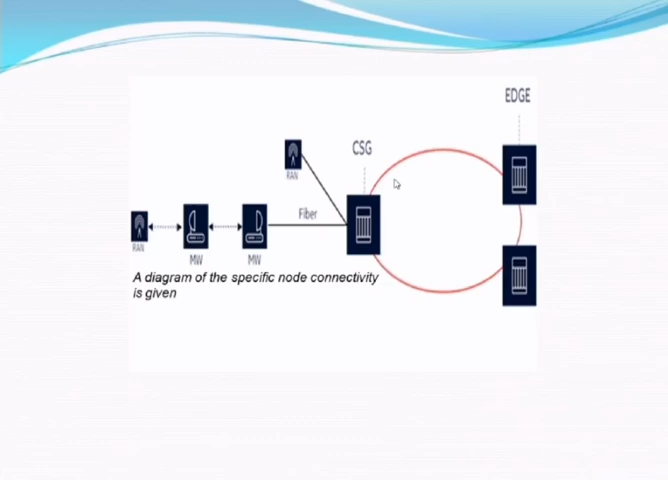 EDGE
CSG
RAN
Fiber
RAN
MW
MW
A diagram of the specific node connectivity
is given